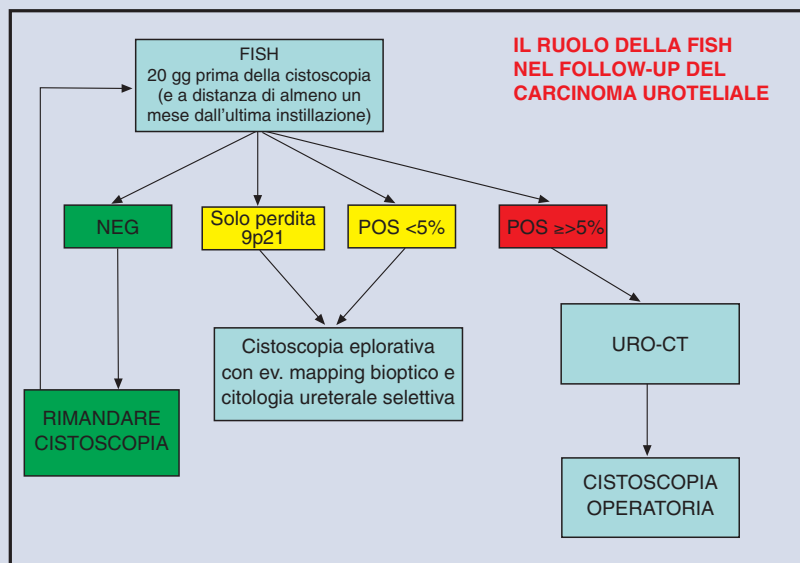 IL RUOLO DELLA FISH
NEL FOLLOW-UP DEL
CARCINOMA UROTELIALE
FISH
20 gg prima della cistoscopia
(e a distanza di almeno un
mese dall'ultima instillazione)
NEG
Solo perdita
9p21
POS <5%
POS ≥>5%
Cistoscopia eplorativa
con ev. mapping bioptico e
citologia ureterale selettiva
URO-CT
RIMANDARE
CISTOSCOPIA
CISTOSCOPIA
OPERATORIA